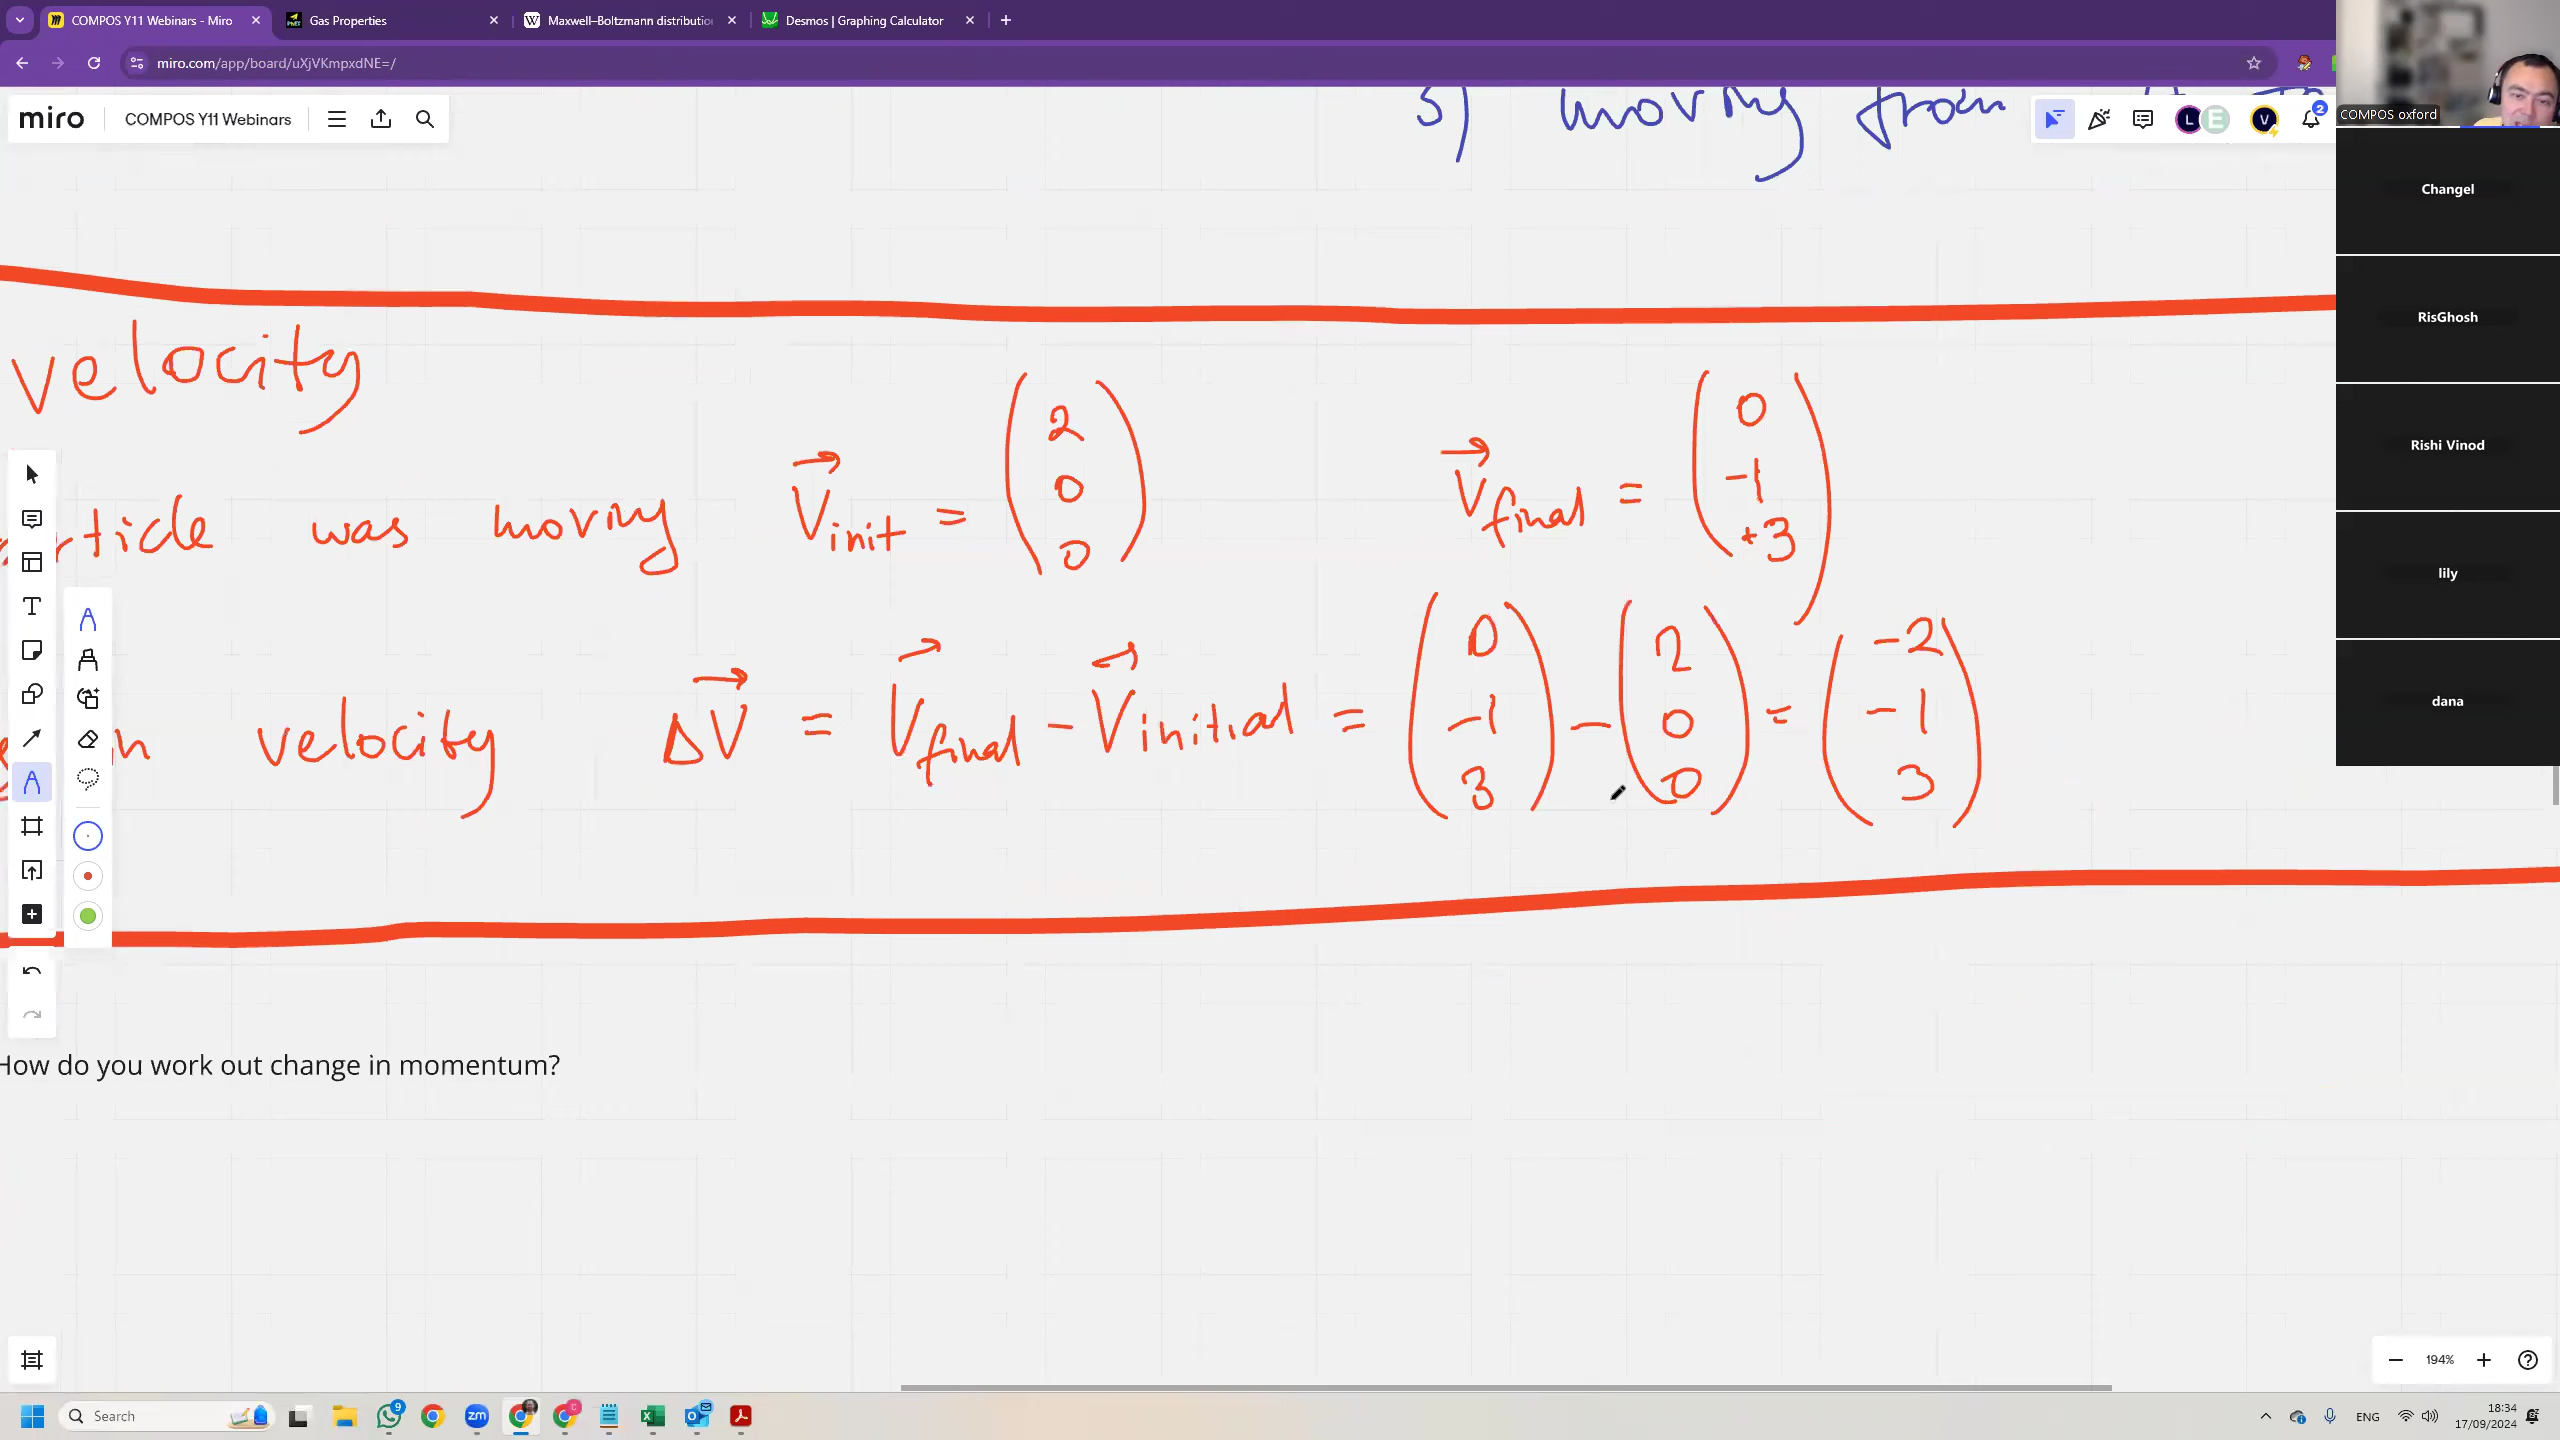 COMPOS Y11 Webinars - Miro
Gas Properties
Maxwell–Boltzmann distributio
Desmos | Graphing Calculator
miro.com/app/board/uXjVKmpxdNE=/
miro
COMPOS Y11 Webinars
L
E
V
2
COMPOS oxford
Changel
RisGhosh
Rishi Vinod
lily
dana
moving from
velocity
was moving V⃗init = (2 0 0)
V⃗final = (0 -1 +3)
velocity ΔV⃗ = V⃗final - V⃗initial = (0 -1 3) - (2 0 0) = (-2 -1 3)
How do you work out change in momentum?
194%
Search
9
zm
ENG
18:34
17/09/2024